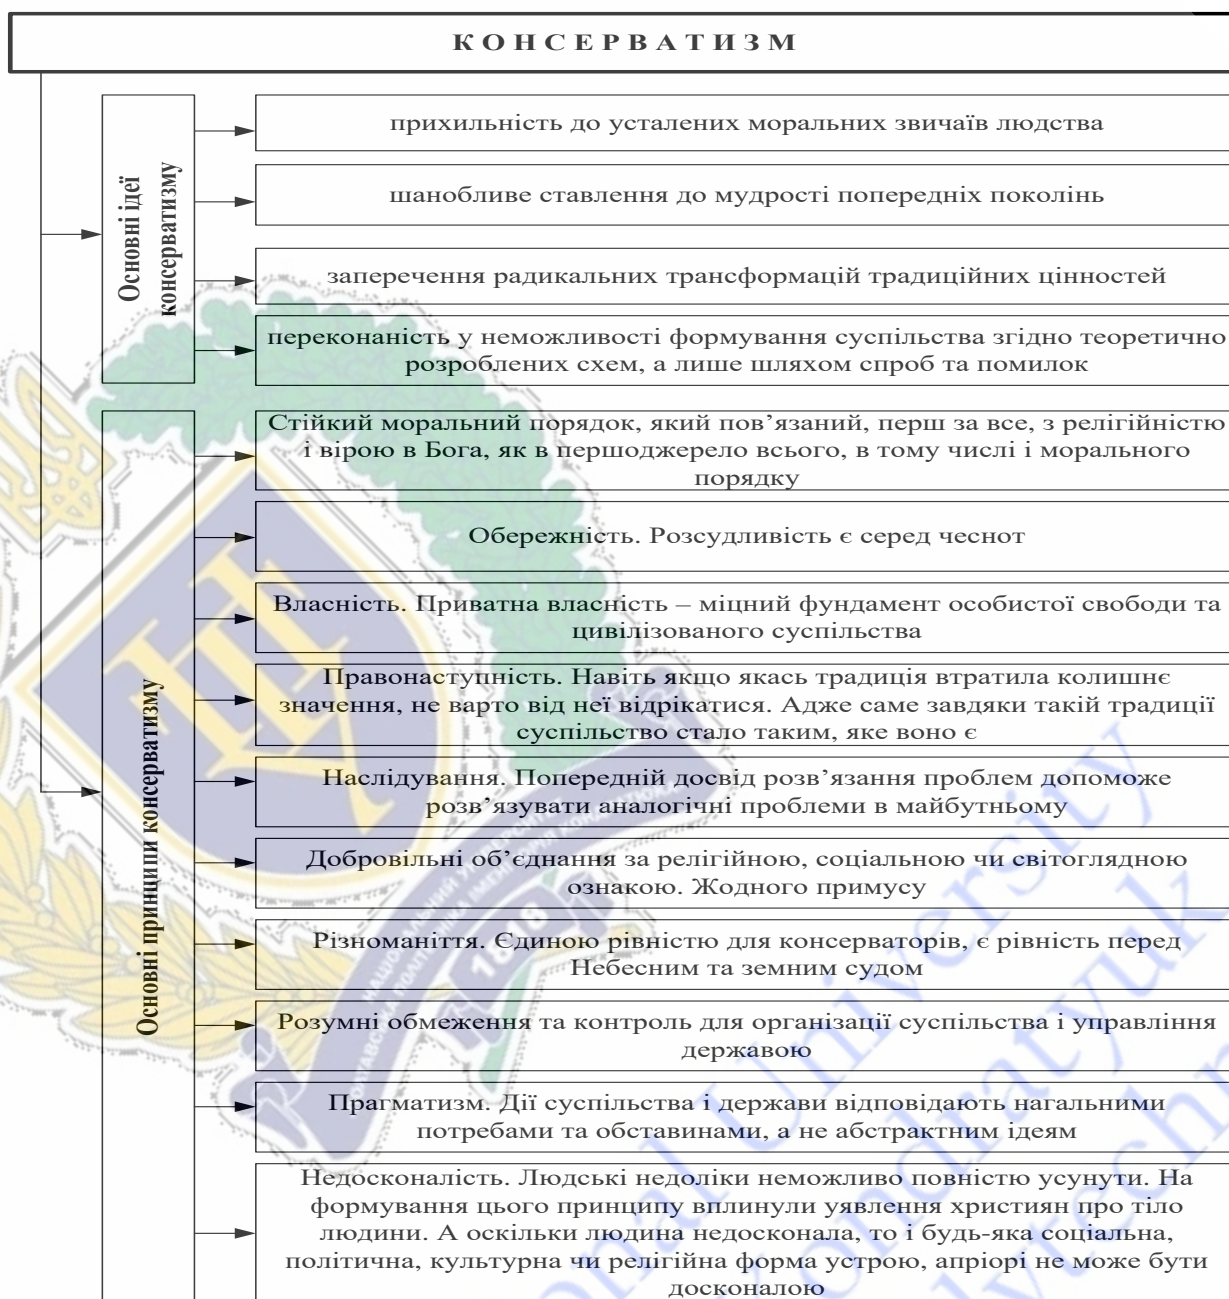 КОНСЕРВАТИЗМ
Основні ідеї
консерватизму
прихильність до усталених моральних звичаїв людства
шанобливе ставлення до мудрості попередніх поколінь
заперечення радикальних трансформацій традиційних цінностей
переконаність у неможливості формування суспільства згідно теоретично
розроблених схем, а лише шляхом спроб та помилок
Основні принципи консерватизму
Стійкий моральний порядок, який пов’язаний, перш за все, з релігійністю
і вірою в Бога, як в першоджерело всього, в тому числі і морального
порядку
Обережність. Розсудливість є серед чеснот
Власність. Приватна власність – міцний фундамент особистої свободи та
цивілізованого суспільства
Правонаступність. Навіть якщо якась традиція втратила колишнє
значення, не варто від неї відрікатися. Адже саме завдяки такій традиції
суспільство стало таким, яке воно є
Наслідування. Попередній досвід розв’язання проблем допоможе
розв’язувати аналогічні проблеми в майбутньому
Добровільні об’єднання за релігійною, соціальною чи світоглядною
ознакою. Жодного примусу
Різноманіття. Єдиною рівністю для консерваторів, є рівність перед
Небесним та земним судом
Розумні обмеження та контроль для організації суспільства і управління
державою
Прагматизм. Дії суспільства і держави відповідають нагальними
потребами та обставинами, а не абстрактним ідеям
Недосконалість. Людські недоліки неможливо повністю усунути. На
формування цього принципу вплинули уявлення християн про тіло
людини. А оскільки людина недосконала, то і будь-яка соціальна,
політична, культурна чи релігійна форма устрою, апріорі не може бути
досконалою
1818
University
Kondratyuk